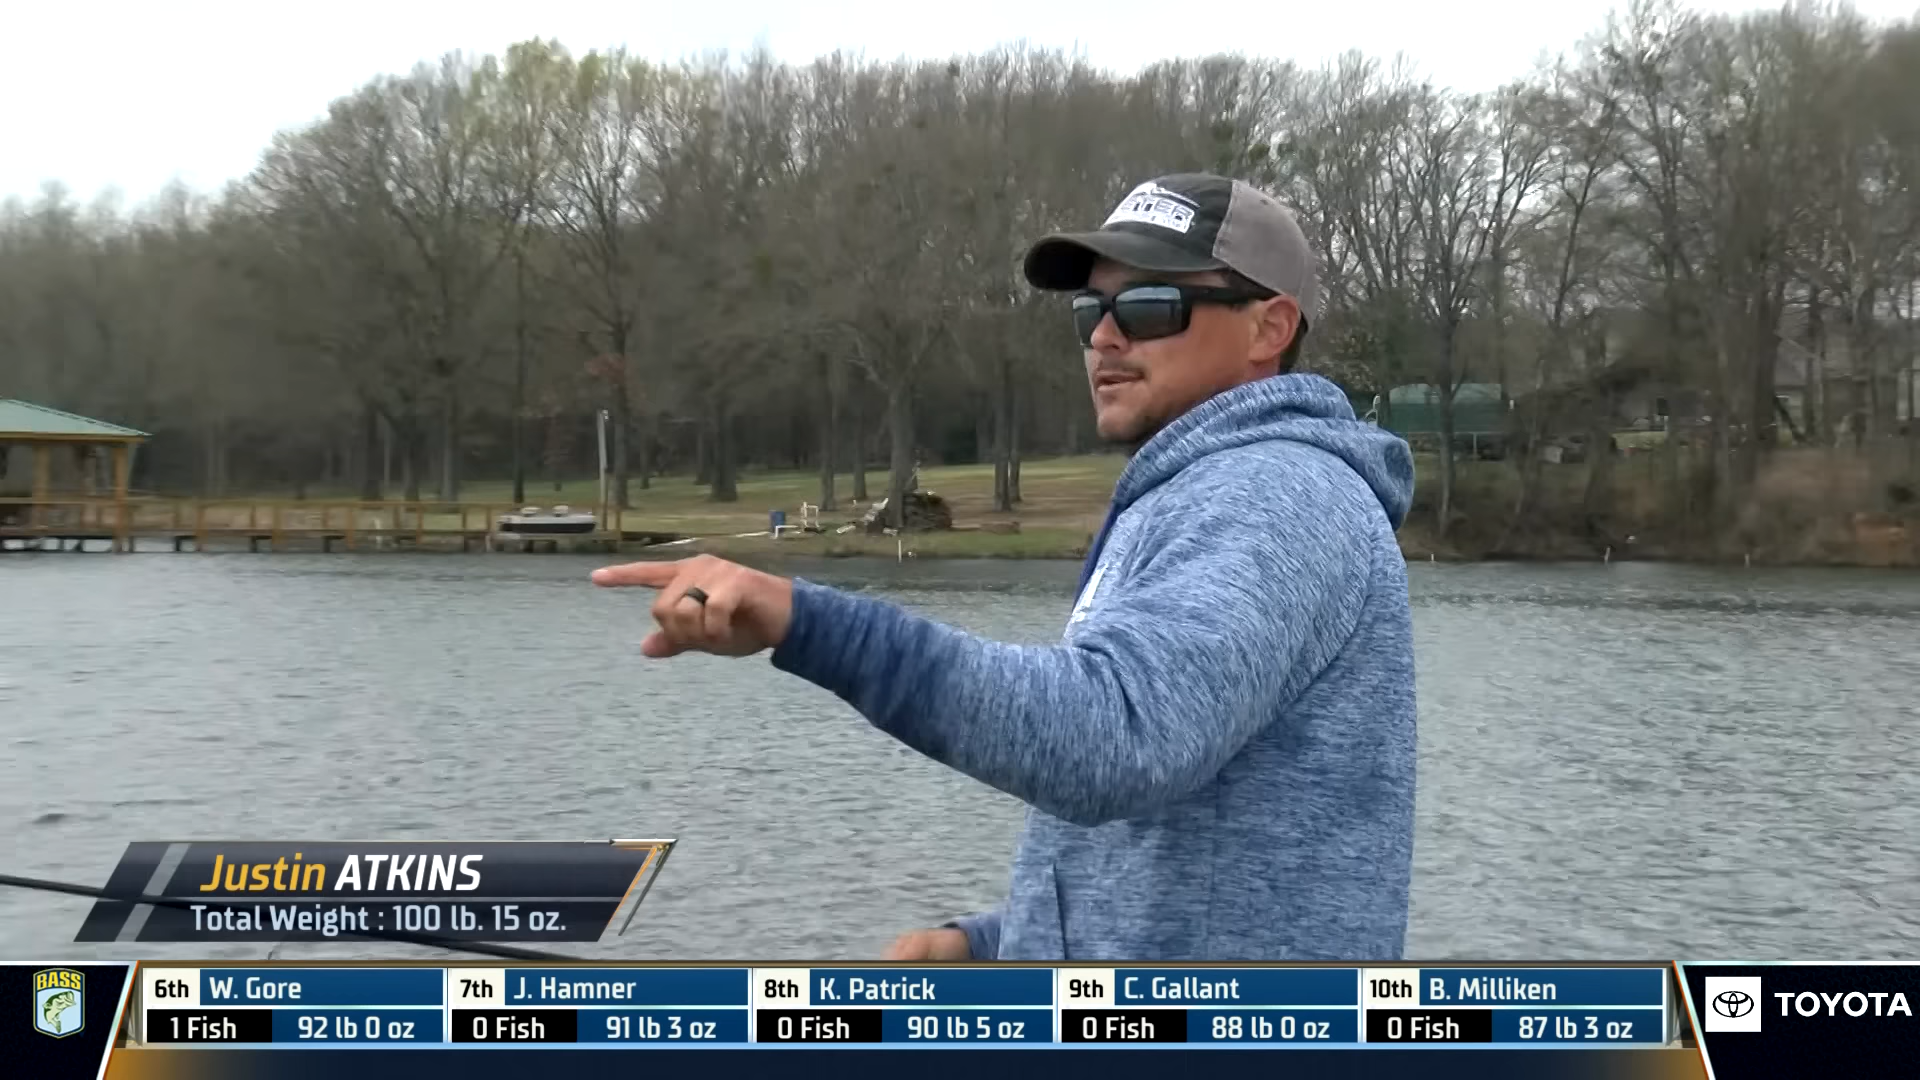 Justin ATKINS
Total Weight : 100 lb. 15 oz.
BASS
6th W. Gore
1 Fish 92 lb 0 oz
7th J. Hamner
0 Fish 91 lb 3 oz
8th K. Patrick
0 Fish 90 lb 5 oz
9th C. Gallant
0 Fish 88 lb 0 oz
10th B. Milliken
0 Fish 87 lb 3 oz
TOYOTA